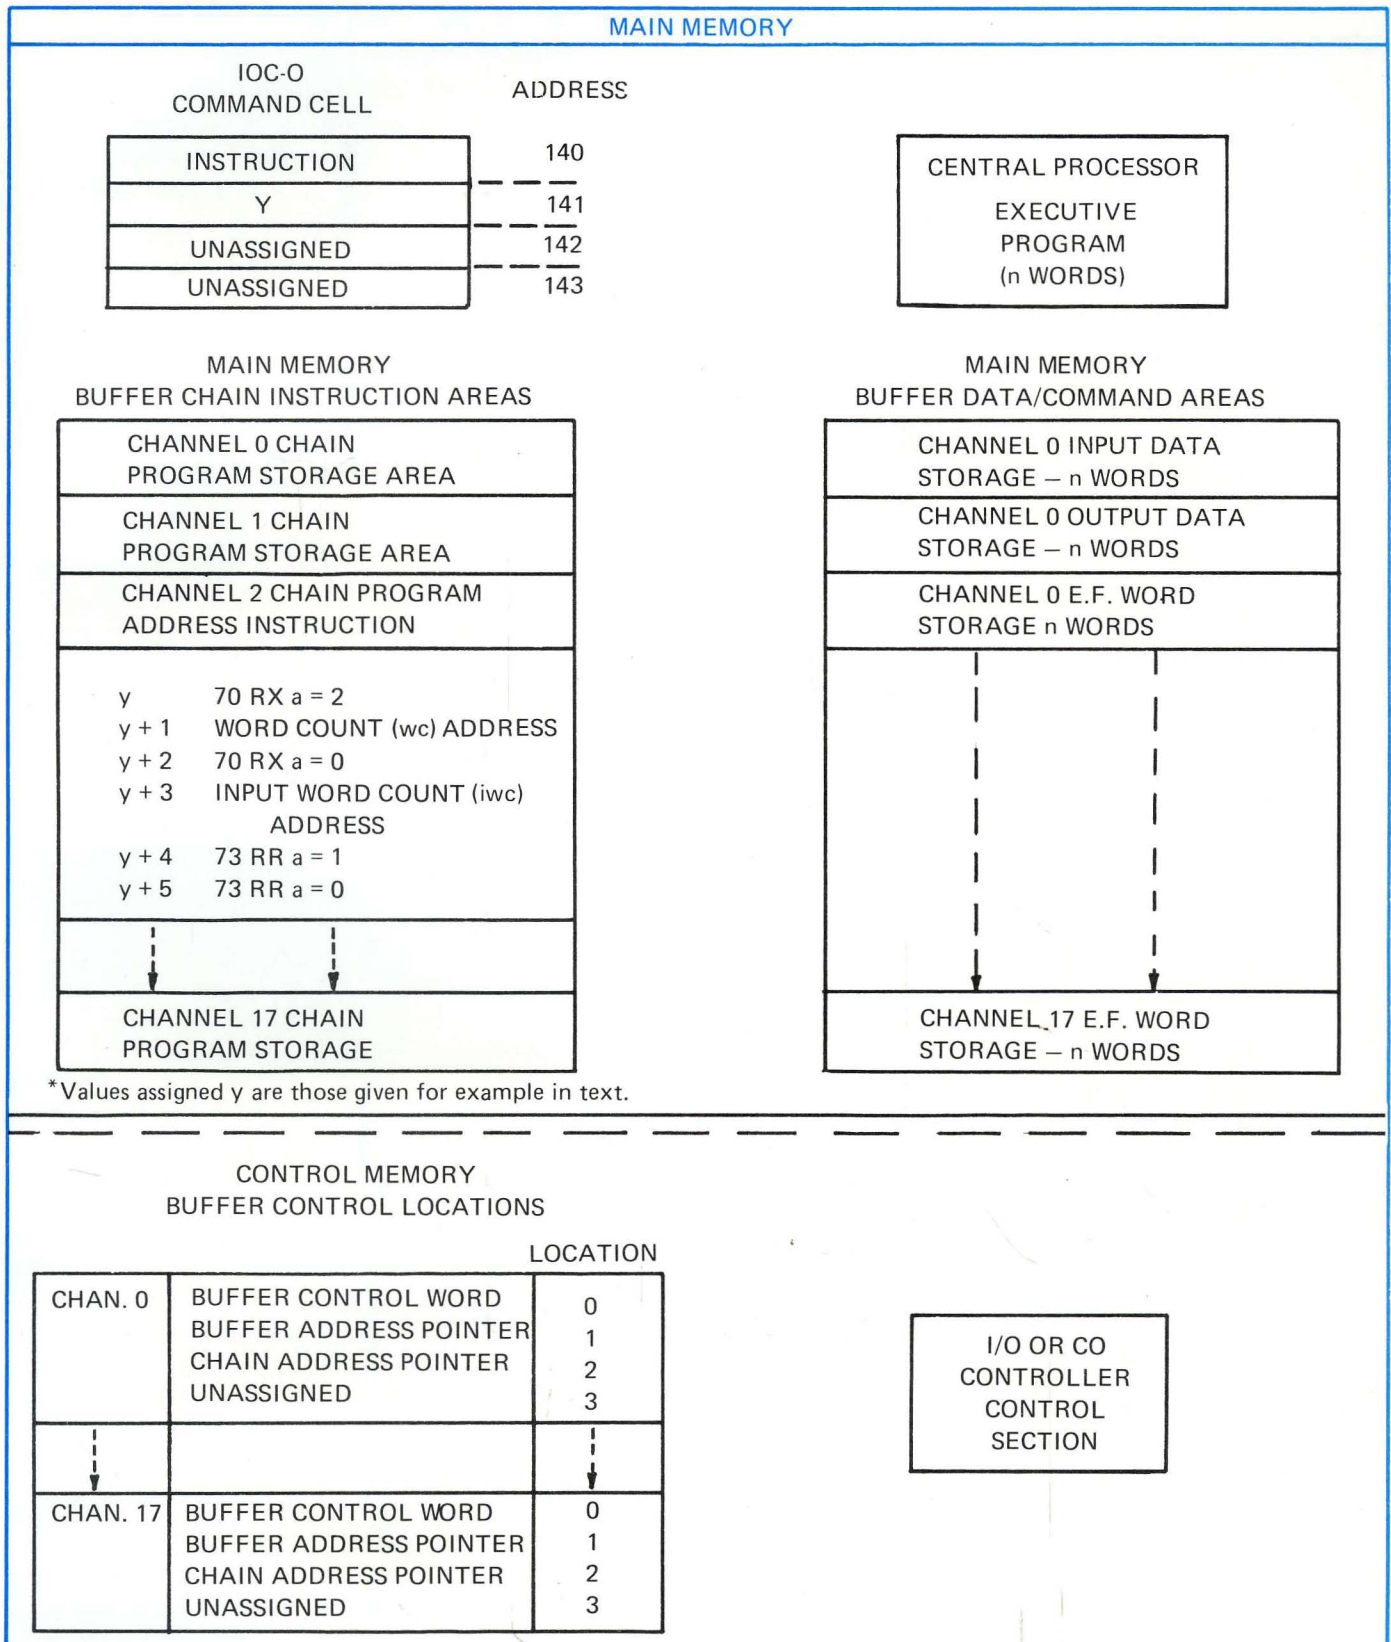 MAIN MEMORY
IOC-O
COMMAND CELL
ADDRESS
INSTRUCTION 140
Y 141
UNASSIGNED 142
UNASSIGNED 143
CENTRAL PROCESSOR
EXECUTIVE
PROGRAM
(n WORDS)
MAIN MEMORY
BUFFER CHAIN INSTRUCTION AREAS
CHANNEL 0 CHAIN
PROGRAM STORAGE AREA
CHANNEL 1 CHAIN
PROGRAM STORAGE AREA
CHANNEL 2 CHAIN PROGRAM
ADDRESS INSTRUCTION
y 70 RX a = 2
y + 1 WORD COUNT (wc) ADDRESS
y + 2 70 RX a = 0
y + 3 INPUT WORD COUNT (iwc)
ADDRESS
y + 4 73 RR a = 1
y + 5 73 RR a = 0
CHANNEL 17 CHAIN
PROGRAM STORAGE
*Values assigned y are those given for example in text.
MAIN MEMORY
BUFFER DATA/COMMAND AREAS
CHANNEL 0 INPUT DATA
STORAGE — n WORDS
CHANNEL 0 OUTPUT DATA
STORAGE — n WORDS
CHANNEL 0 E.F. WORD
STORAGE n WORDS
CHANNEL 17 E.F. WORD
STORAGE — n WORDS
CONTROL MEMORY
BUFFER CONTROL LOCATIONS
LOCATION
CHAN. 0 BUFFER CONTROL WORD 0
BUFFER ADDRESS POINTER 1
CHAIN ADDRESS POINTER 2
UNASSIGNED 3
CHAN. 17 BUFFER CONTROL WORD 0
BUFFER ADDRESS POINTER 1
CHAIN ADDRESS POINTER 2
UNASSIGNED 3
I/O OR CO
CONTROLLER
CONTROL
SECTION